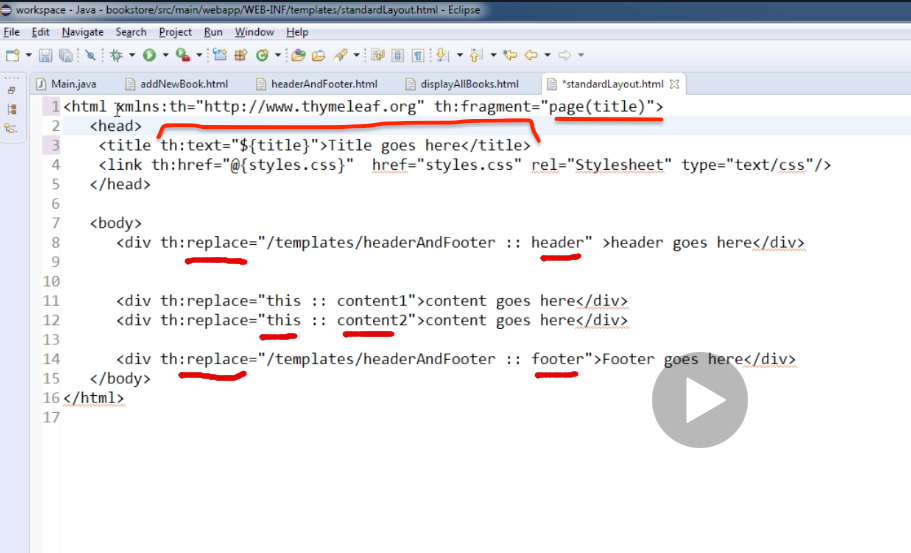 workspace - Java - bookstore/src/main/webapp/WEB-INF/templates/standardLayout.html - Eclipse
File Edit Navigate Search Project Run Window Help
Main.java addNewBook.html headerAndFooter.html displayAllBooks.html *standardLayout.html
1 <html xmlns:th="http://www.thymeleaf.org" th:fragment="page(title)">
2 <head>
3 <title th:text="${title}">Title goes here</title>
4 <link th:href="@{styles.css}" href="styles.css" rel="Stylesheet" type="text/css"/>
5 </head>
6
7 <body>
8 <div th:replace="/templates/headerAndFooter :: header" >header goes here</div>
9
10
11 <div th:replace="this :: content1">content goes here</div>
12 <div th:replace="this :: content2">content goes here</div>
13
14 <div th:replace="/templates/headerAndFooter :: footer">Footer goes here</div>
15 </body>
16 </html>
17